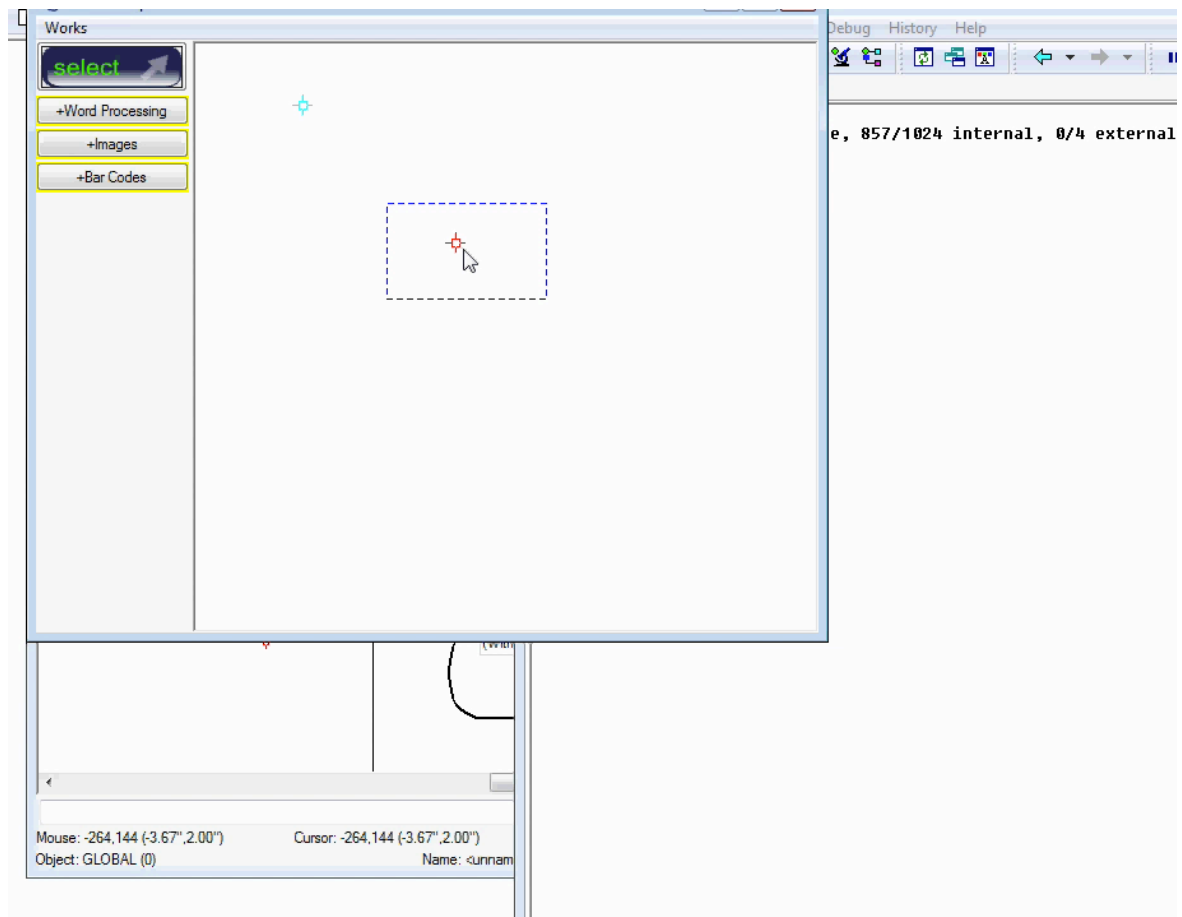 Works
Debug History Help
select
+Word Processing
+Images
+Bar Codes
e, 857/1024 internal, 0/4 external
Mouse: -264,144 (-3.67",2.00") Cursor: -264,144 (-3.67",2.00")
Object: GLOBAL (0) Name: <unnam